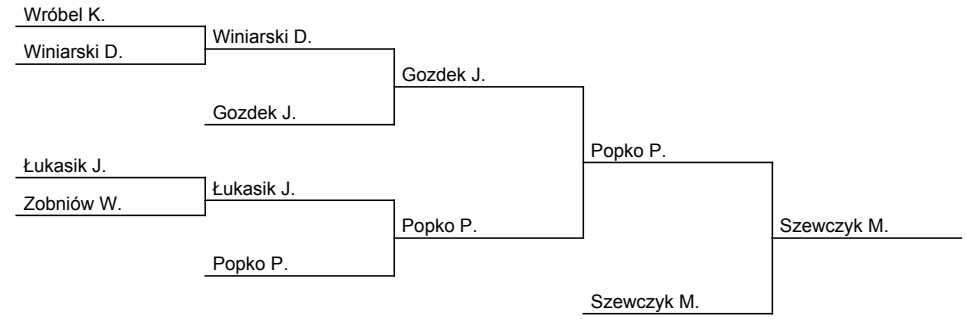 Wróbel K.
Winiarski D.
Winiarski D.
Gozdek J.
Gozdek J.
Popko P.
Łukasik J.
Łukasik J.
Zobniów W.
Popko P.
Szewczyk M.
Popko P.
Szewczyk M.